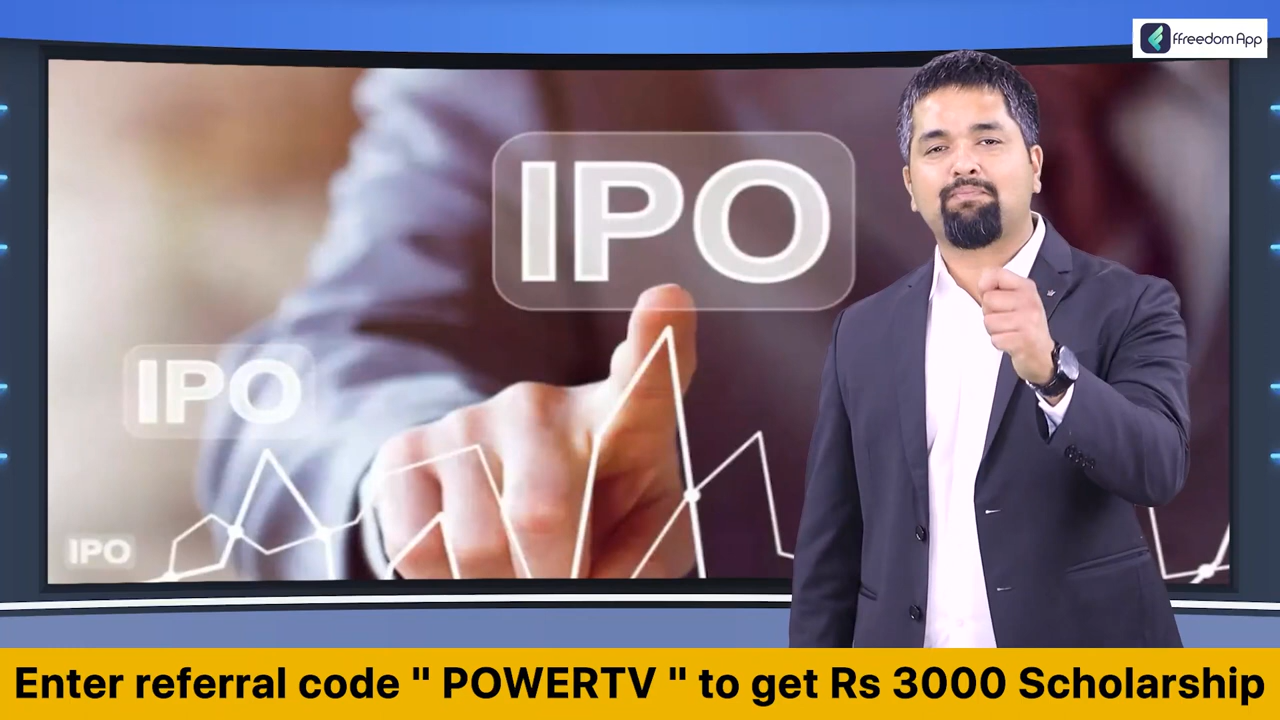 ffreedom App
IPO
IPO
IPO
Enter referral code " POWERTV " to get Rs 3000 Scholarship